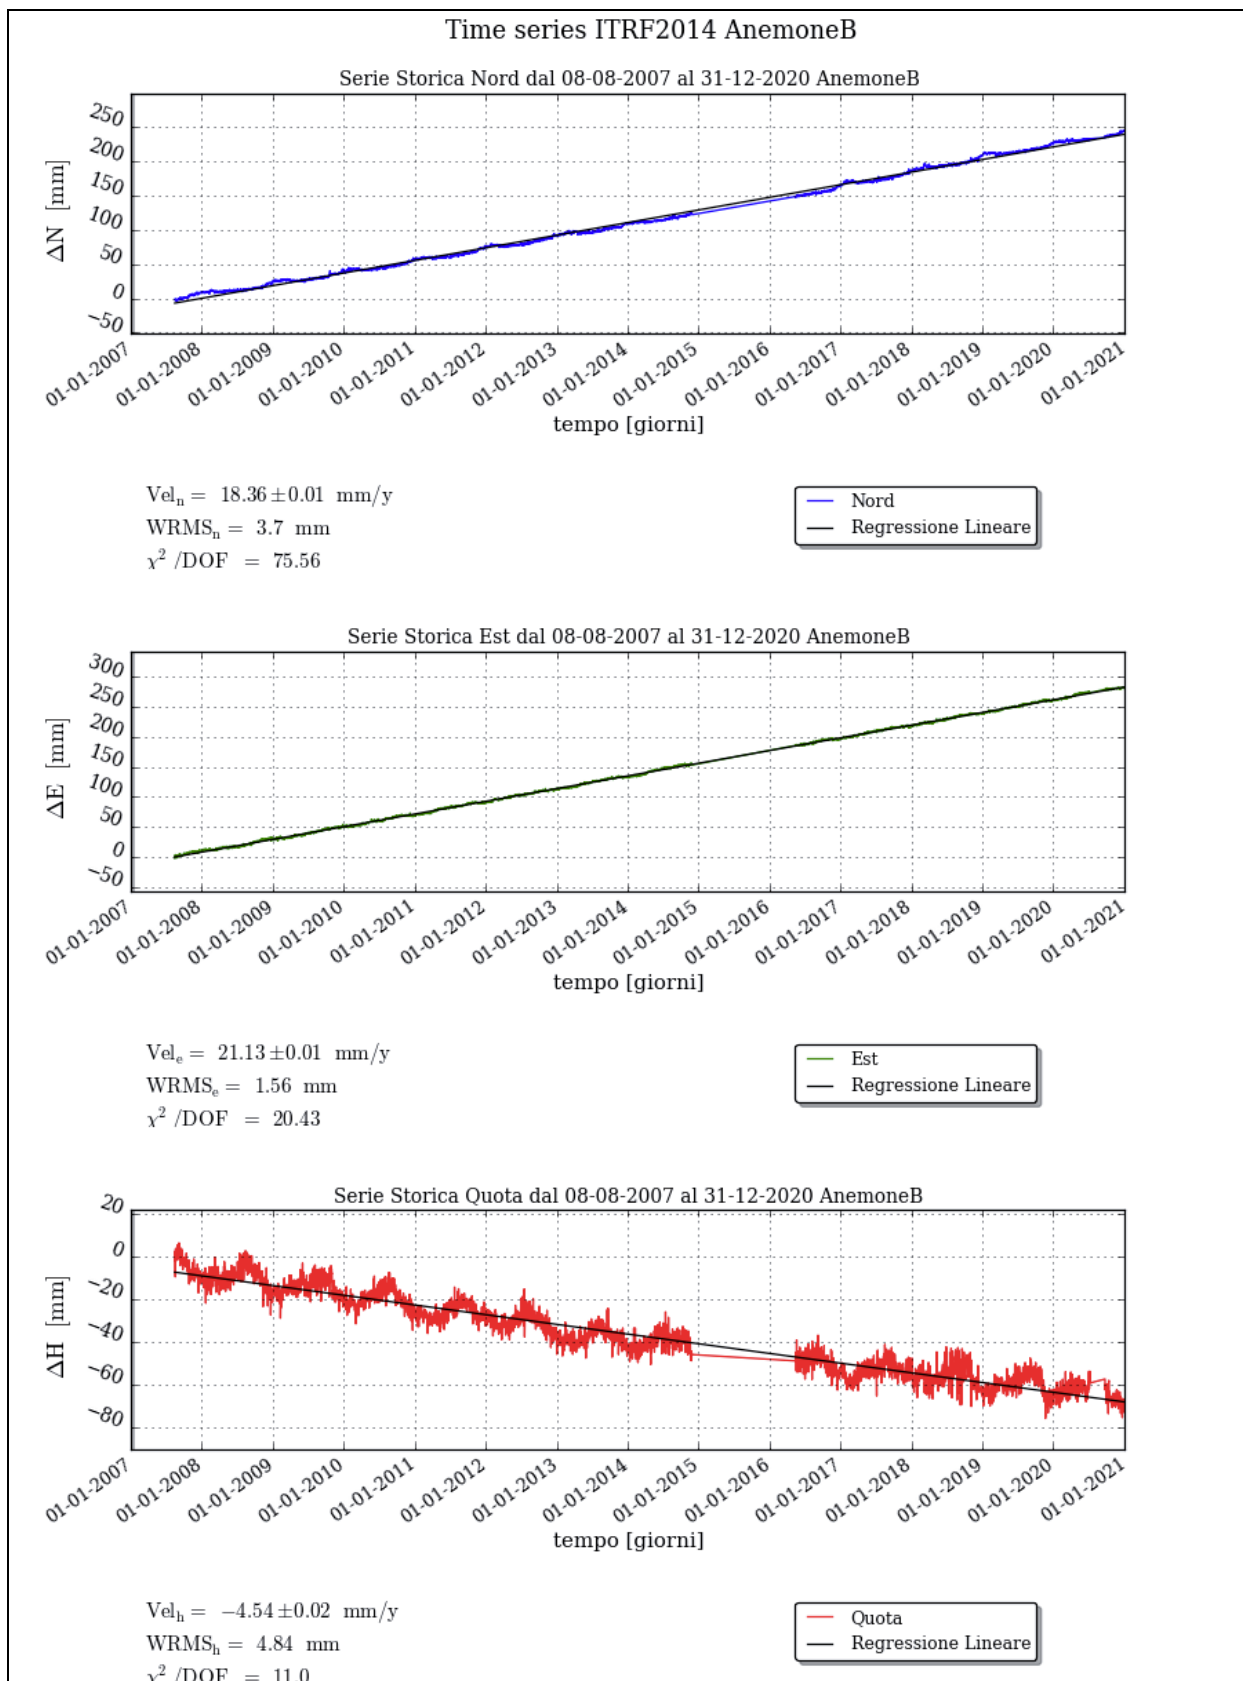 Time series ITRF2014 AnemoneB
Serie Storica Nord dal 08-08-2007 al 31-12-2020 AnemoneB
250
200
150
100
50
0
−50
ΔN [mm]
01-01-2007 01-01-2008 01-01-2009 01-01-2010 01-01-2011 01-01-2012 01-01-2013 01-01-2014 01-01-2015 01-01-2016 01-01-2017 01-01-2018 01-01-2019 01-01-2020 01-01-2021
tempo [giorni]
Vel_n = 18.36±0.01 mm/y
WRMS_n = 3.7 mm
χ² /DOF = 75.56
Nord
Regressione Lineare
Serie Storica Est dal 08-08-2007 al 31-12-2020 AnemoneB
300
250
200
150
100
50
0
−50
ΔE [mm]
01-01-2007 01-01-2008 01-01-2009 01-01-2010 01-01-2011 01-01-2012 01-01-2013 01-01-2014 01-01-2015 01-01-2016 01-01-2017 01-01-2018 01-01-2019 01-01-2020 01-01-2021
tempo [giorni]
Vel_e = 21.13±0.01 mm/y
WRMS_e = 1.56 mm
χ² /DOF = 20.43
Est
Regressione Lineare
Serie Storica Quota dal 08-08-2007 al 31-12-2020 AnemoneB
20
0
−20
−40
−60
−80
ΔH [mm]
01-01-2007 01-01-2008 01-01-2009 01-01-2010 01-01-2011 01-01-2012 01-01-2013 01-01-2014 01-01-2015 01-01-2016 01-01-2017 01-01-2018 01-01-2019 01-01-2020 01-01-2021
tempo [giorni]
Vel_h = −4.54±0.02 mm/y
WRMS_h = 4.84 mm
χ² /DOF = 11.0
Quota
Regressione Lineare